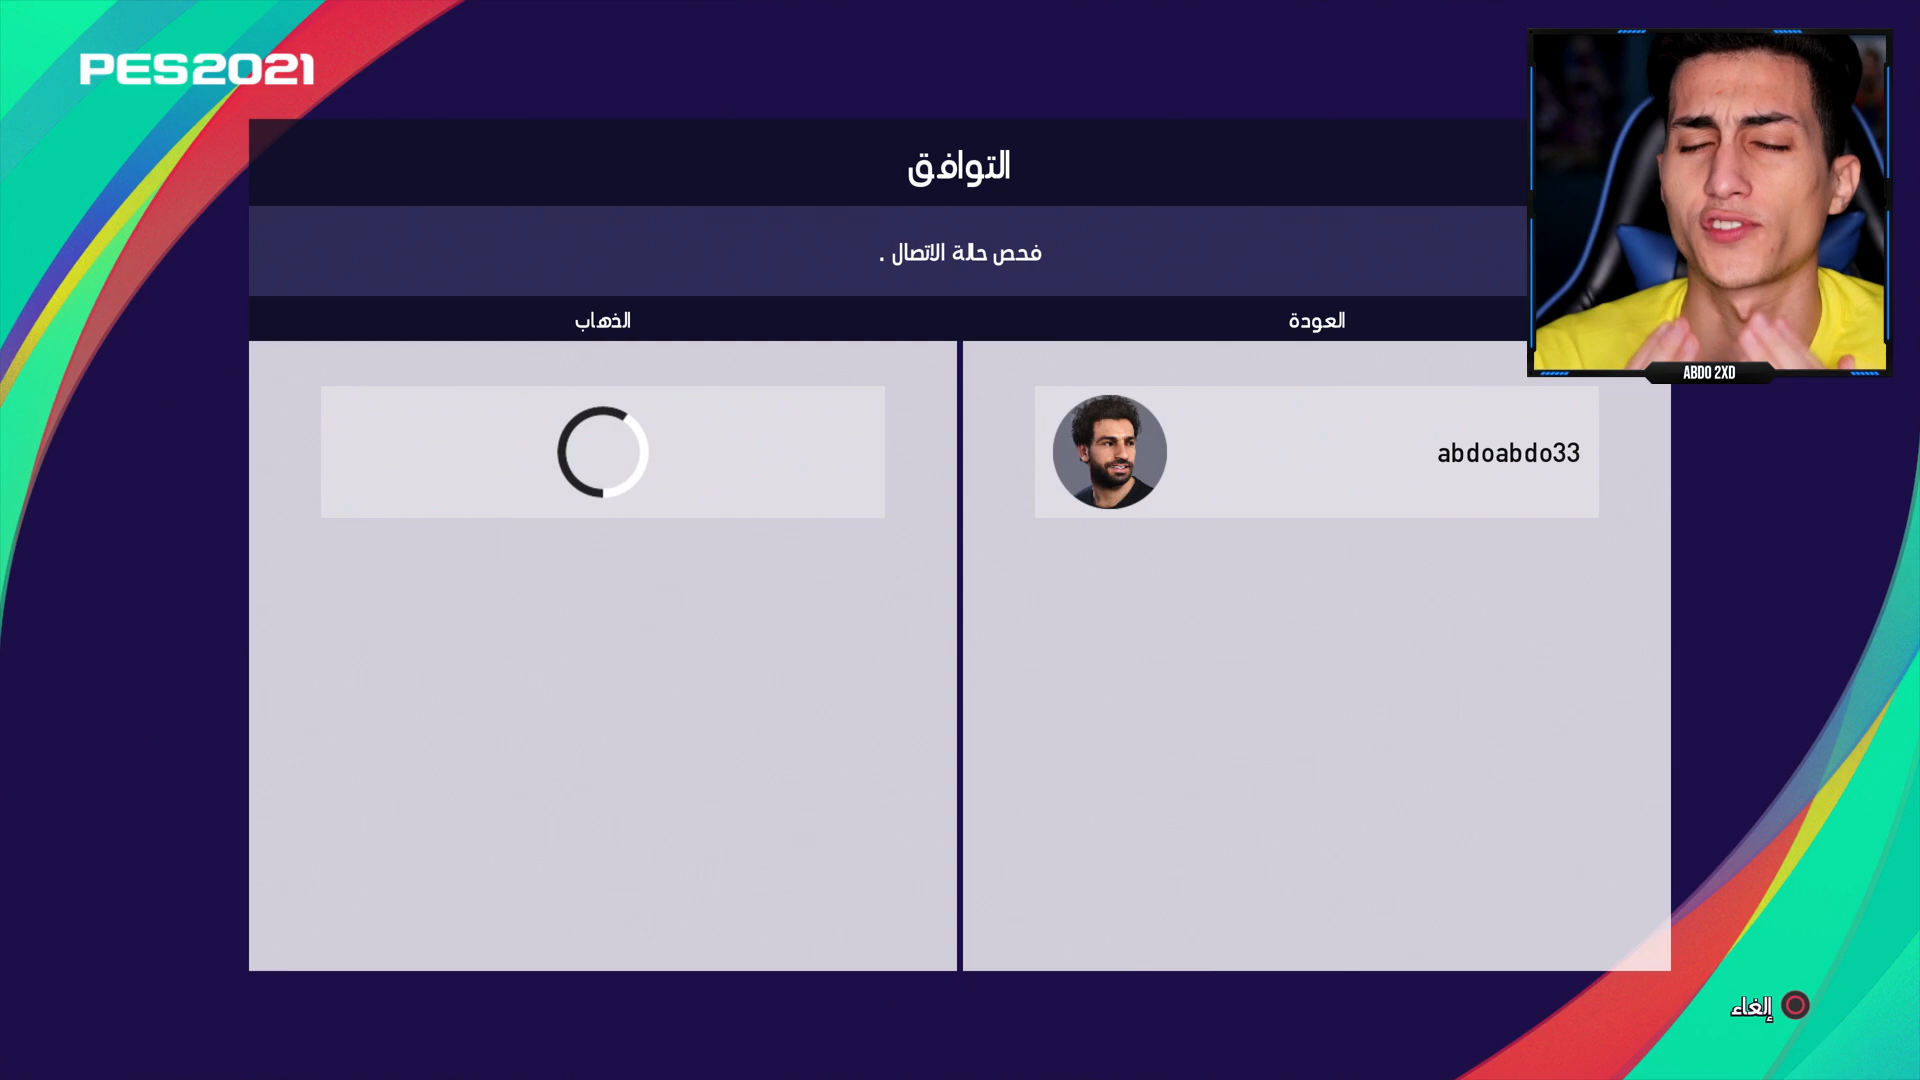 PES2021
التوافق
فحص حالة الاتصال .
الذهاب
العودة
ABDO 2XD
abdoabdo33
إلغاء